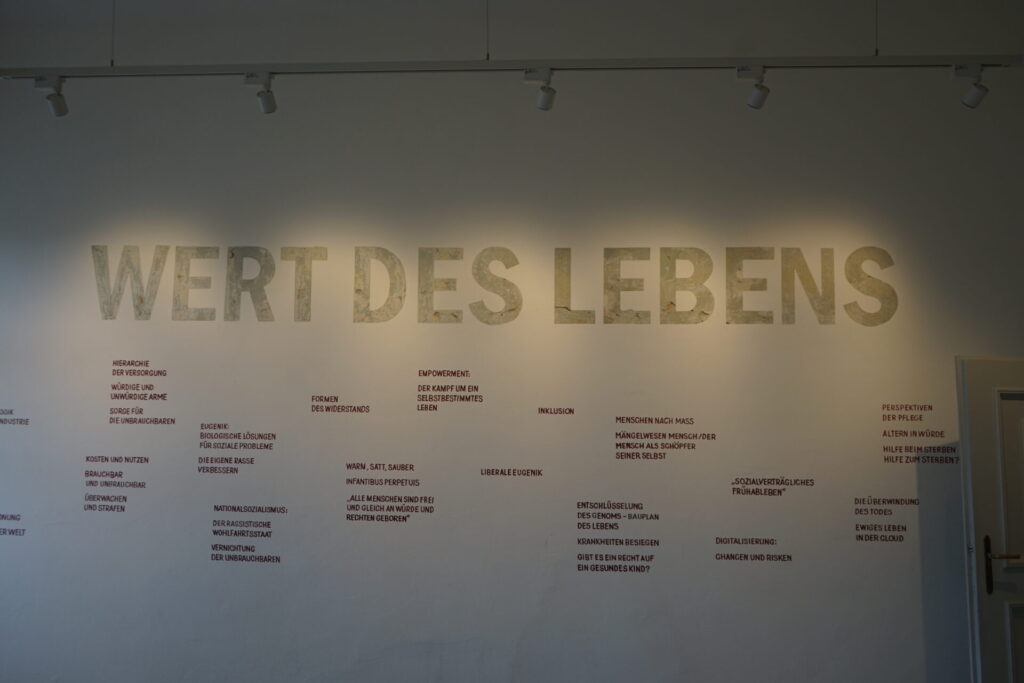 WERT DES LEBENS
HIERARCHIE
DER VERSORGUNG
WÜRDIGE UND
UNWÜRDIGE ARME
SORGE FÜR
DIE UNBRAUCHBAREN
EUGENIK:
BIOLOGISCHE LÖSUNGEN
FÜR SOZIALE PROBLEME
DIE EIGENE RASSE
VERBESSERN
KOSTEN UND NUTZEN
BRAUCHBAR
UND UNBRAUCHBAR
ÜBERWACHEN
UND STRAFEN
NATIONALSOZIALISMUS:
DER RASSISTISCHE
WOHLFAHRTSSTAAT
VERNICHTUNG
DER UNBRAUCHBAREN
FORMEN
DES WIDERSTANDS
WARM, SATT, SAUBER
INFANTIBUS PERPETUIS
„ALLE MENSCHEN SIND FREI
UND GLEICH AN WÜRDE UND
RECHTEN GEBOREN“
EMPOWERMENT:
DER KAMPF UM EIN
SELBSTBESTIMMTES
LEBEN
LIBERALE EUGENIK
INKLUSION
MENSCHEN NACH MASS
MÄNGELWESEN MENSCH/DER
MENSCH ALS SCHÖPFER
SEINER SELBST
ENTSCHLÜSSELUNG
DES GENOMS – BAUPLAN
DES LEBENS
KRANKHEITEN BESIEGEN
GIBT ES EIN RECHT AUF
EIN GESUNDES KIND?
„SOZIALVERTRÄGLICHES
FRÜHABLEBEN“
DIGITALISIERUNG:
CHANCEN UND RISKEN
PERSPEKTIVEN
DER PFLEGE
ALTERN IN WÜRDE
HILFE BEIM STERBEN
HILFE ZUM STERBEN?
DIE ÜBERWINDUNG
DES TODES
EWIGES LEBEN
IN DER CLOUD
ER WELT